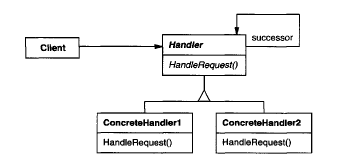 Client
Handler
successor
HandleRequest()
ConcreteHandler1
ConcreteHandler2
HandleRequest()
HandleRequest()